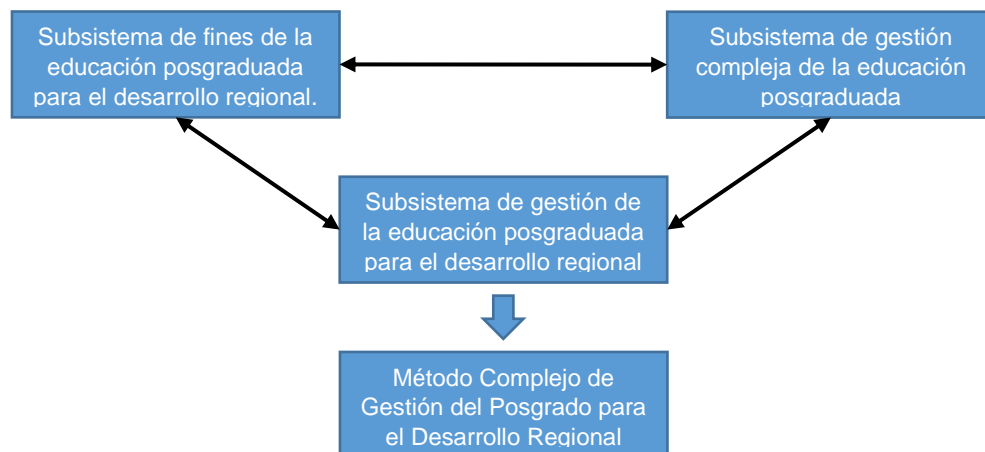 Subsistema de fines de la
educación posgraduada
para el desarrollo regional.
Subsistema de gestión
compleja de la educación
posgraduada
Subsistema de gestión de
la educación posgraduada
para el desarrollo regional
Método Complejo de
Gestión del Posgrado para
el Desarrollo Regional